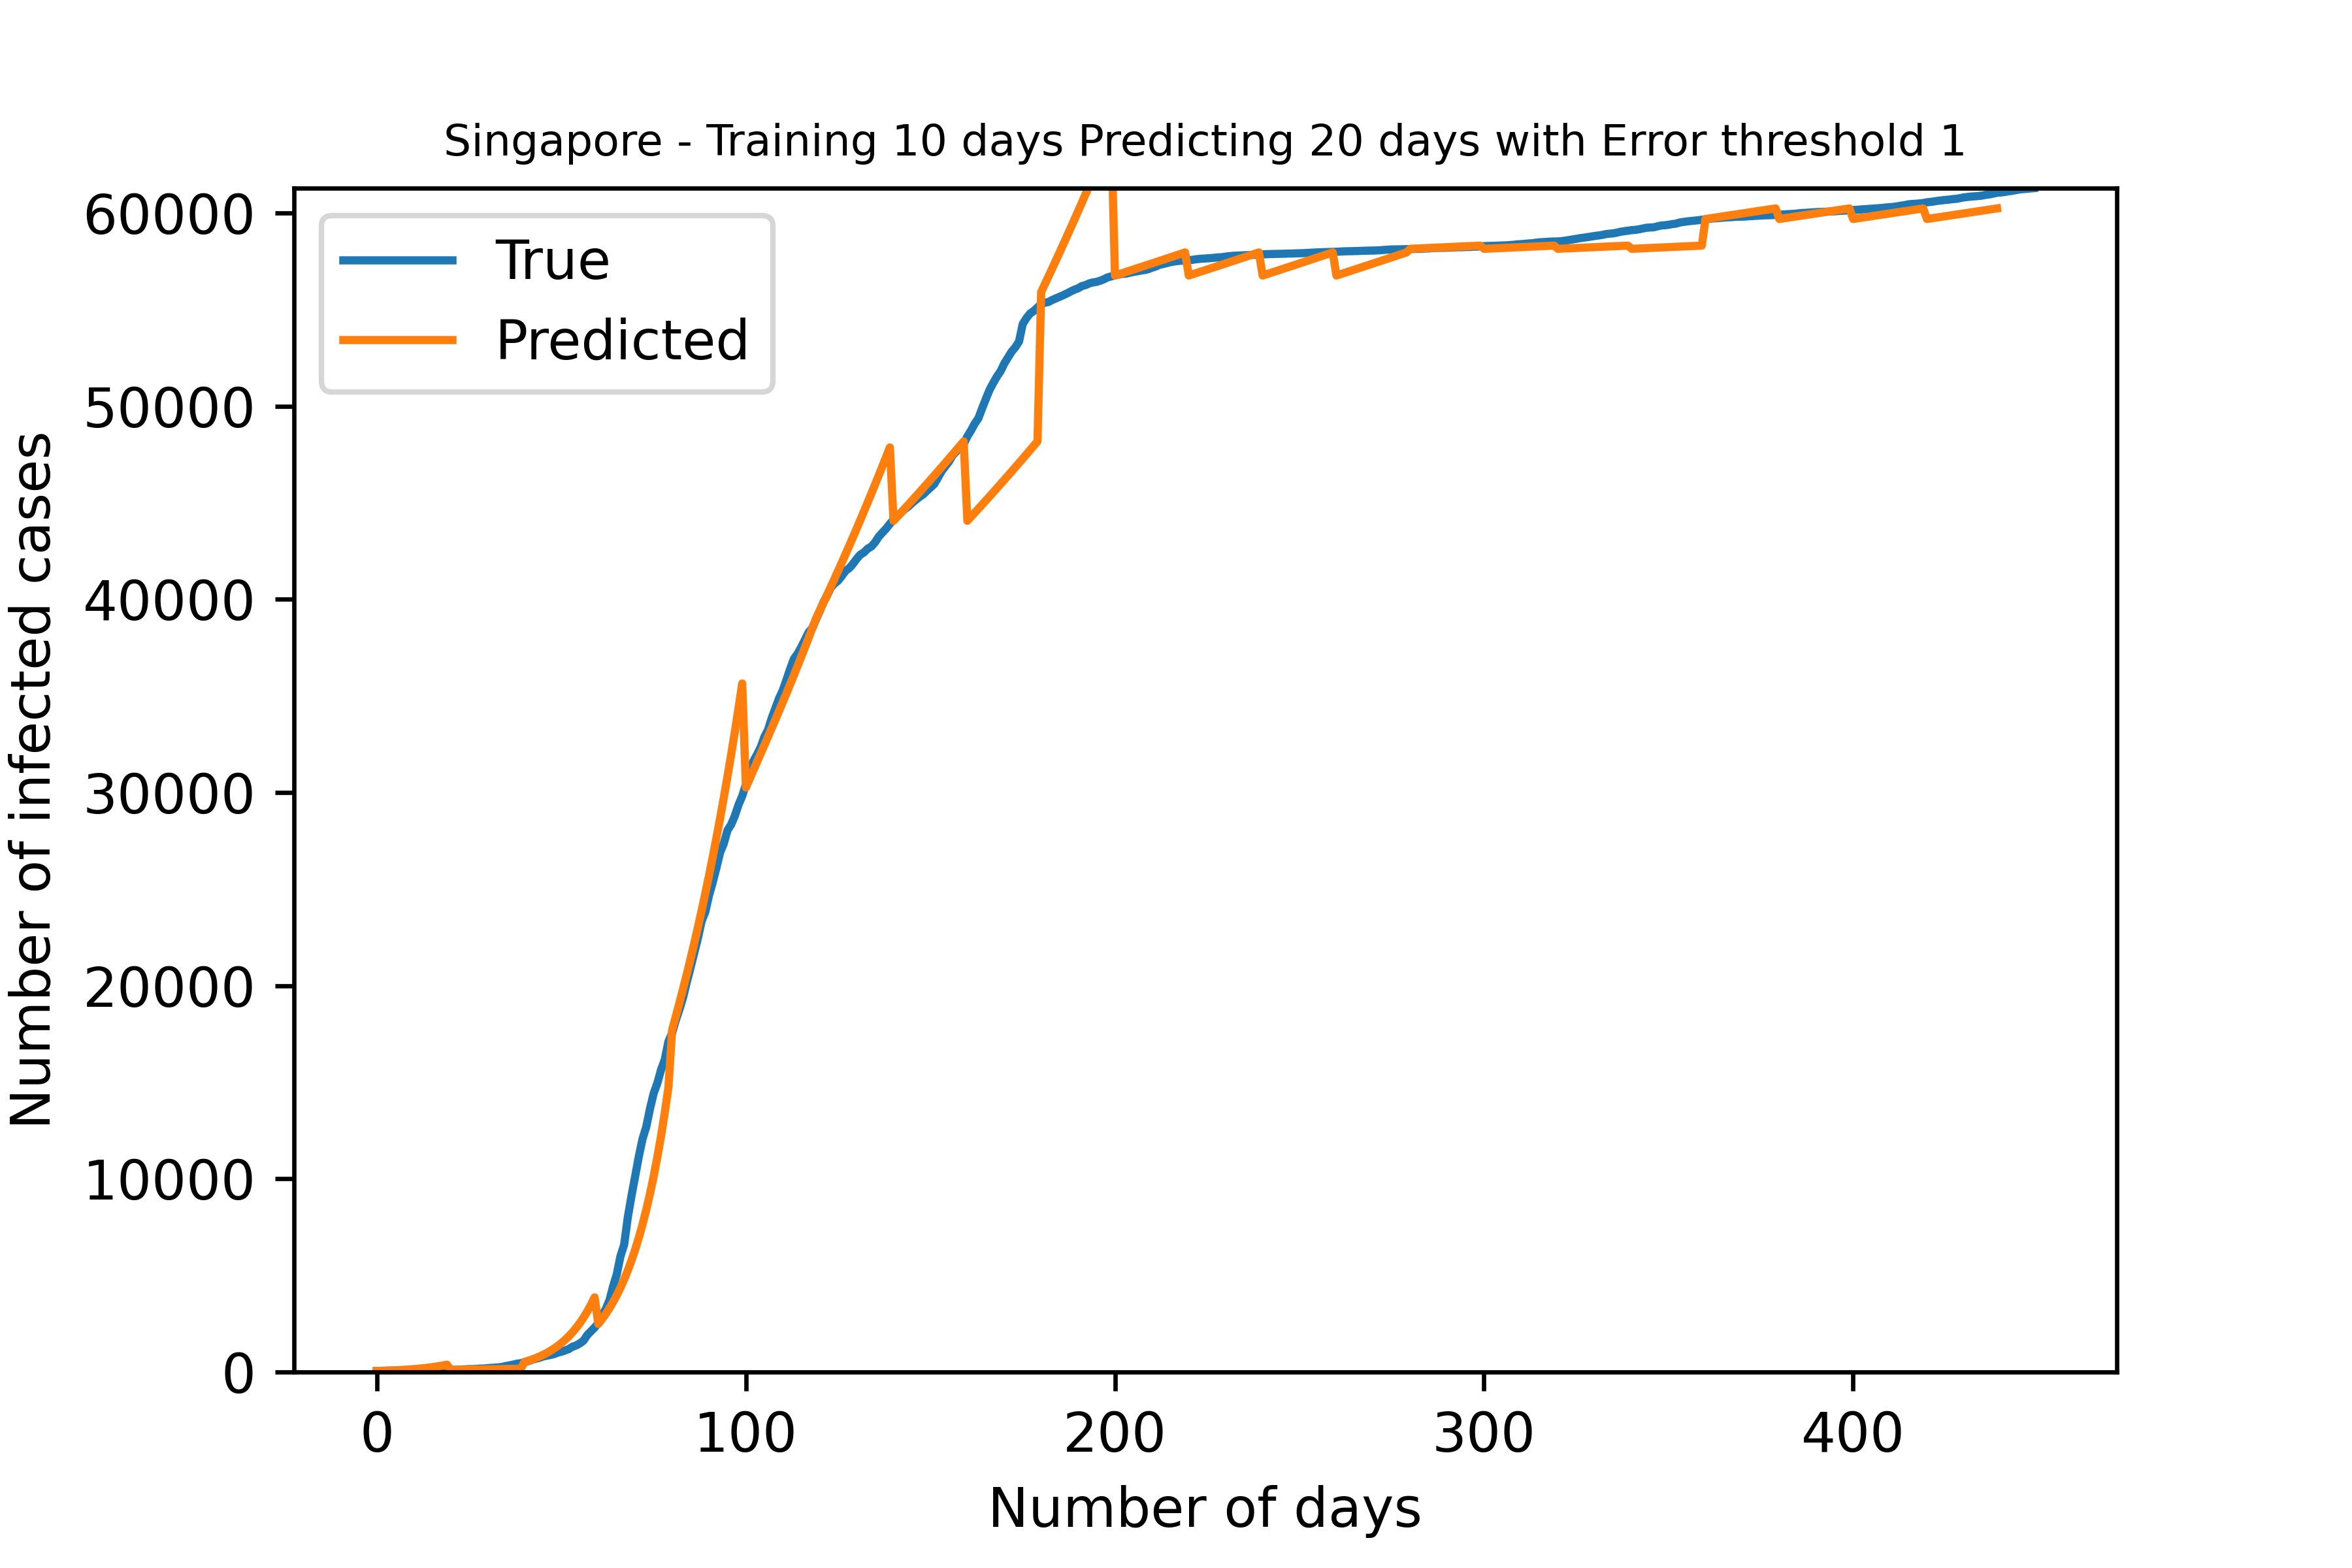 Singapore - Training 10 days Predicting 20 days with Error threshold 1
True
Predicted
60000
50000
40000
30000
20000
10000
0
Number of infected cases
0 100 200 300 400
Number of days